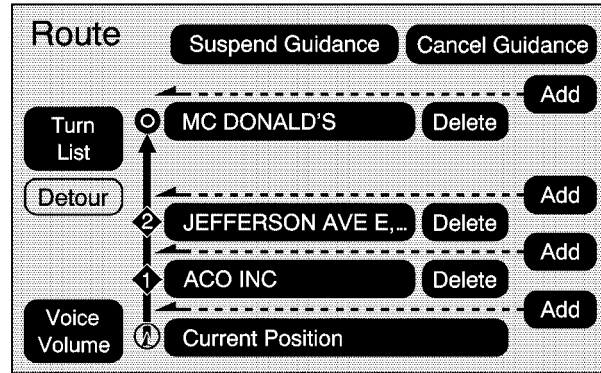 Route
Suspend Guidance
Cancel Guidance
Add
Turn
List
MC DONALD'S
Delete
Detour
Add
2
JEFFERSON AVE E,...
Delete
Add
1
ACO INC
Delete
Add
Voice
Volume
Current Position